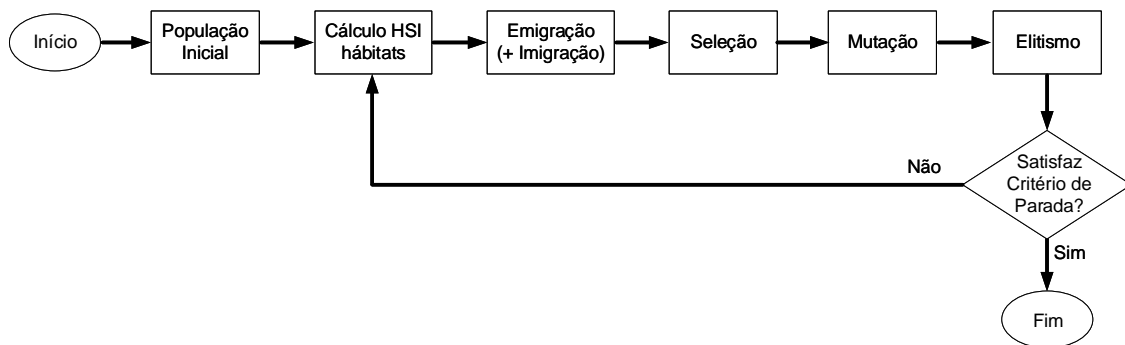 Início
População
Inicial
Cálculo HSI
hábitats
Emigração
(+ Imigração)
Seleção
Mutação
Elitismo
Não
Satisfaz
Critério de
Parada?
Sim
Fim